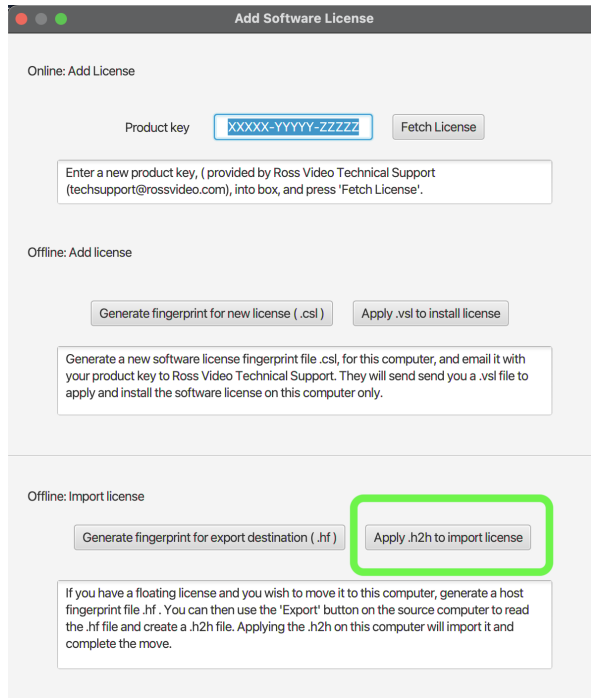 Add Software License
Online: Add License
Product key
XXXXX-YYYYY-ZZZZZ
Fetch License
Enter a new product key, ( provided by Ross Video Technical Support
(techsupport@rossvideo.com), into box, and press 'Fetch License'.
Offline: Add license
Generate fingerprint for new license ( .csl )
Apply .vsl to install license
Generate a new software license fingerprint file .csl, for this computer, and email it with
your product key to Ross Video Technical Support. They will send send you a .vsl file to
apply and install the software license on this computer only.
Offline: Import license
Generate fingerprint for export destination ( .hf )
Apply .h2h to import license
If you have a floating license and you wish to move it to this computer, generate a host
fingerprint file .hf . You can then use the 'Export' button on the source computer to read
the .hf file and create a .h2h file. Applying the .h2h on this computer will import it and
complete the move.